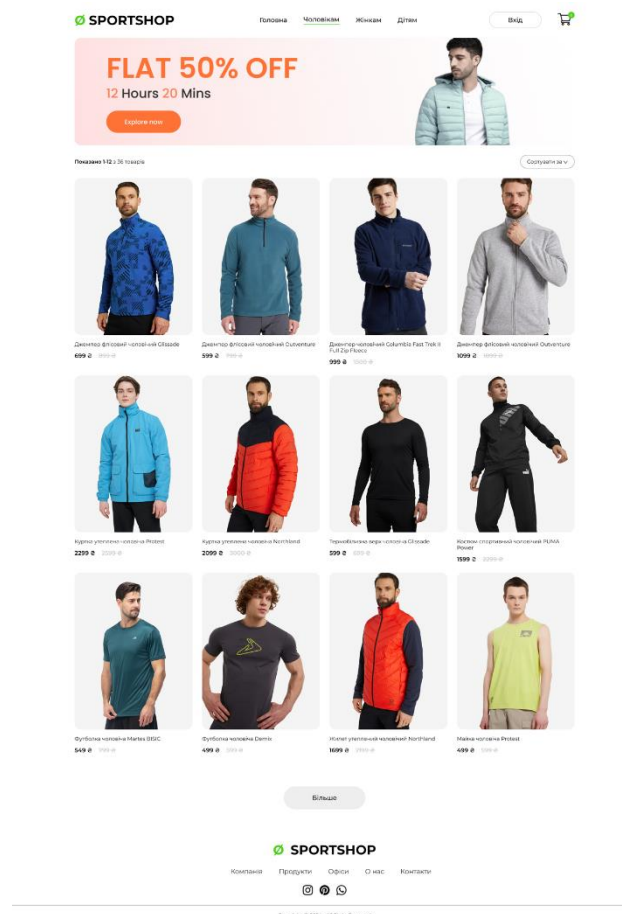 SPORTSHOP
Головна Чоловікам Жінкам Дітям
Вхід
FLAT 50% OFF
12 Hours 20 Mins
Explore now
Показано 1-12 з 36 товарів
Сортувати за
Джемпер флісовий чоловічий Glissade
699 ₴
Джемпер флісовий чоловічий Outventure
599 ₴
Джемпер чоловічий Columbia Fast Trek II
Full Zip Fleece
999 ₴
Джемпер флісовий чоловічий Outventure
1099 ₴
Куртка утеплена чоловіча Protest
2299 ₴
Куртка утеплена чоловіча Northland
2099 ₴
Термобілизна верх чоловіча Glissade
599 ₴
Костюм спортивний чоловічий PUMA
Power
1599 ₴
Футболка чоловіча Martes BISIC
549 ₴
Футболка чоловіча Demix
499 ₴
Жилет утеплений чоловічий Northland
1699 ₴
Майка чоловіча Protest
499 ₴
Більше
SPORTSHOP
Компанія Продукти Офіси О нас Контакти